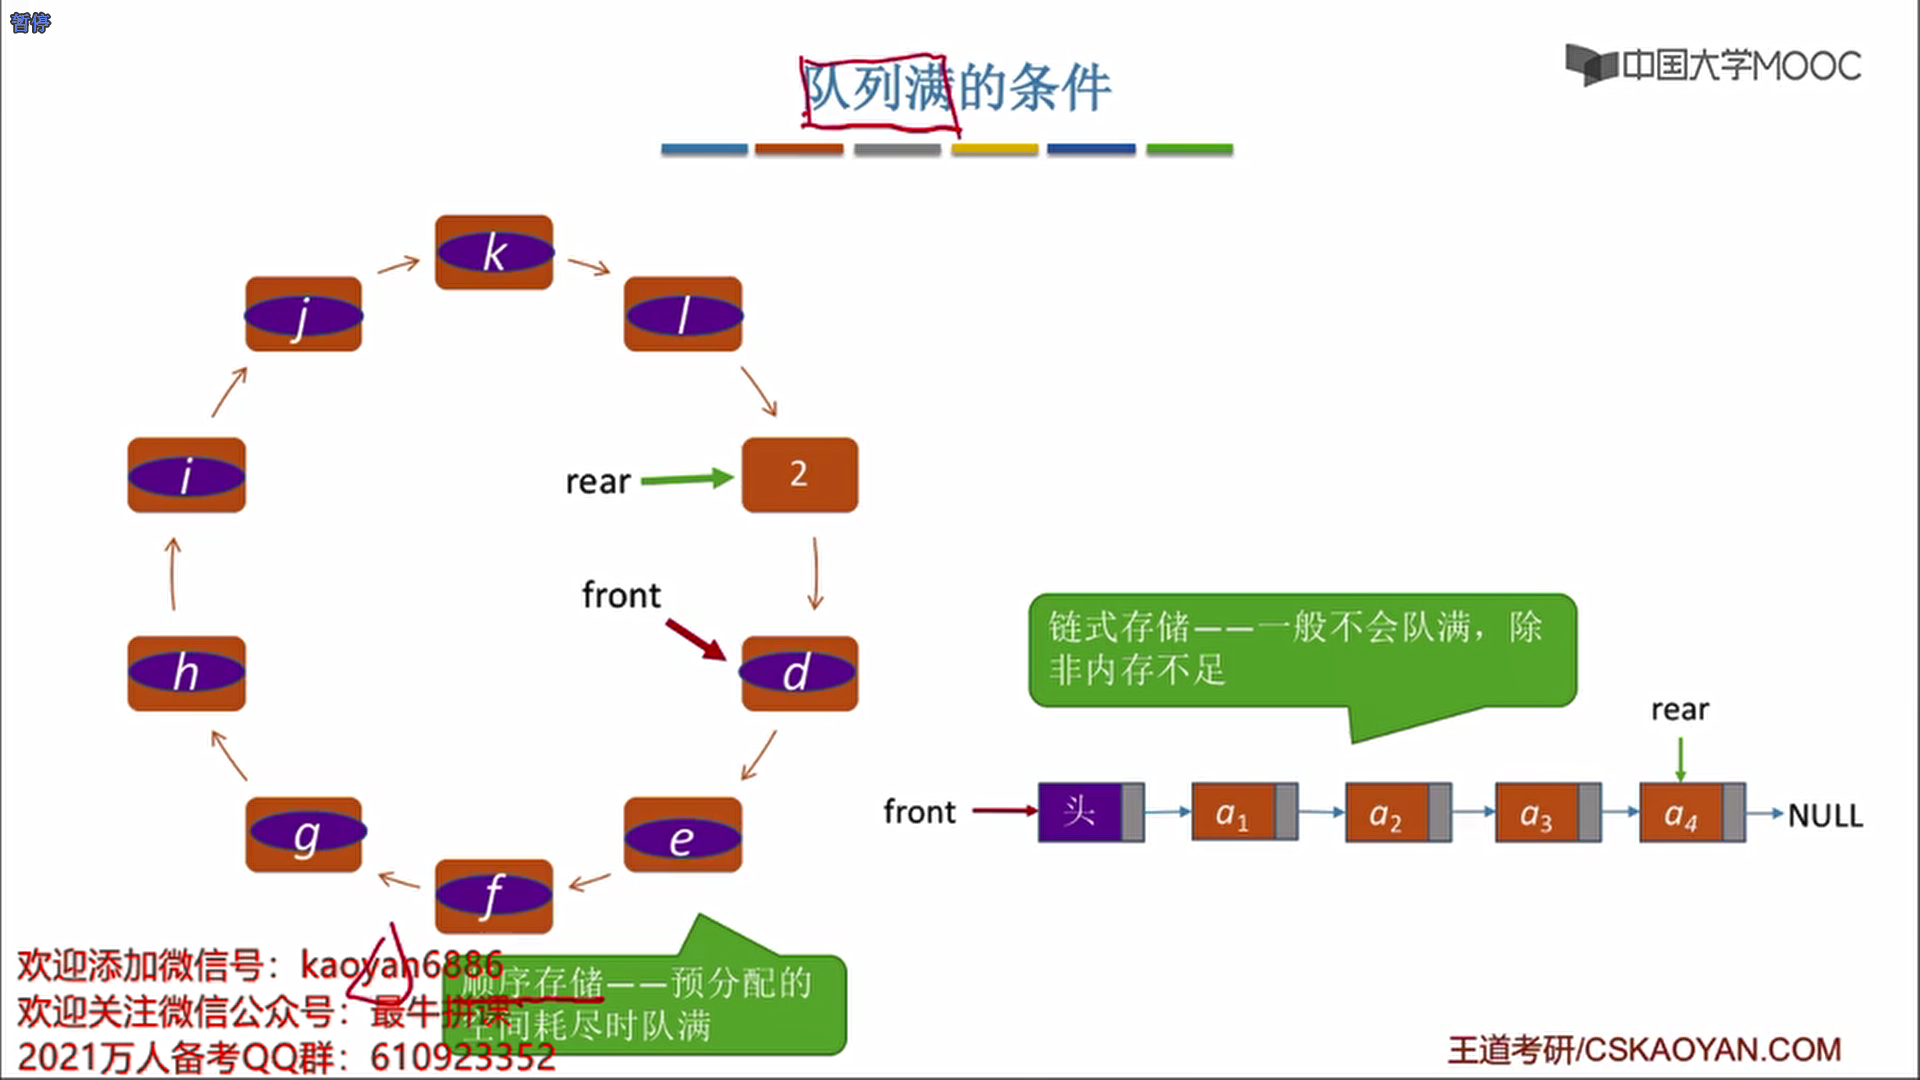 暂停
队列满的条件
中国大学MOOC
k
j
l
i
rear
2
front
h
d
g
e
f
链式存储——一般不会队满，除
非内存不足
rear
front
头
a1
a2
a3
a4
NULL
顺序存储——预分配的
空间耗尽时队满
欢迎添加微信号：kaoyan6886
欢迎关注微信公众号：最牛拼课
2021万人备考QQ群：610923352
王道考研/CSKAOYAN.COM